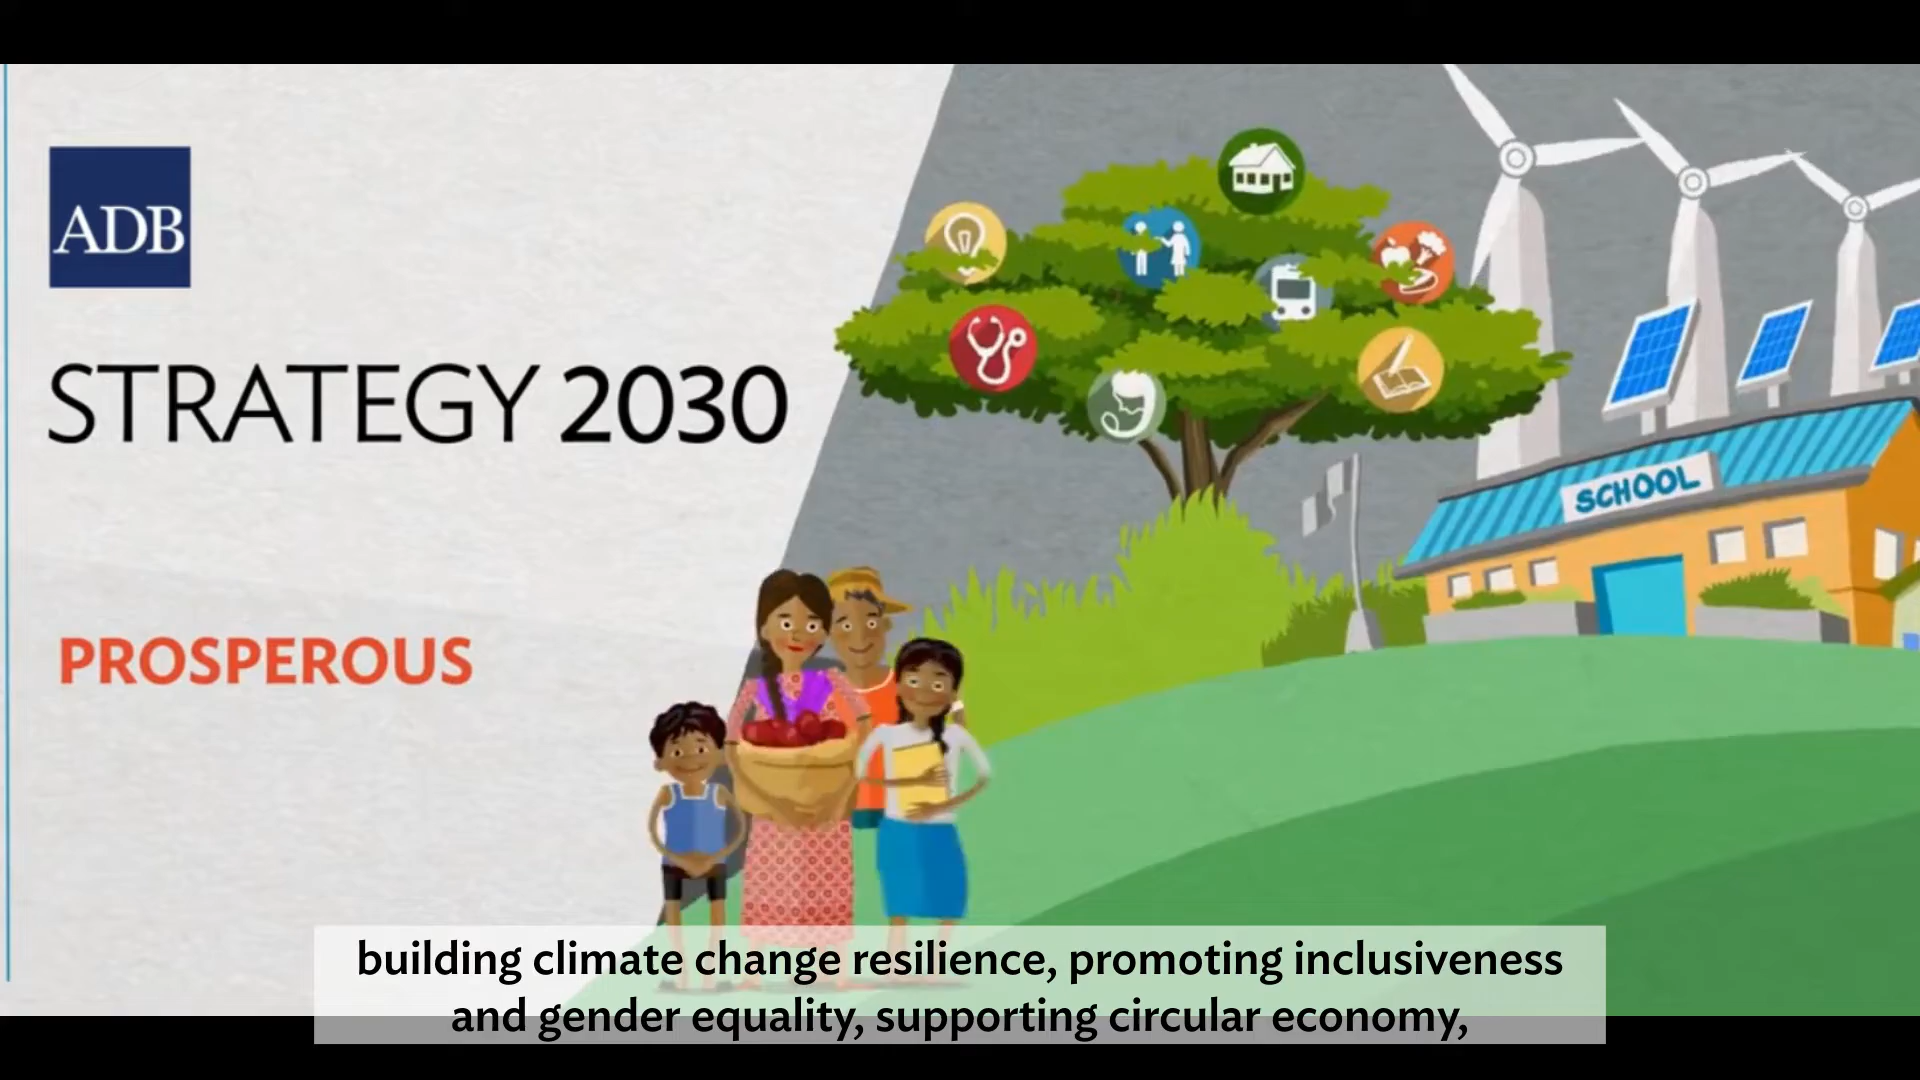 ADB
STRATEGY 2030
SCHOOL
PROSPEROUS
building climate change resilience, promoting inclusiveness
and gender equality, supporting circular economy,